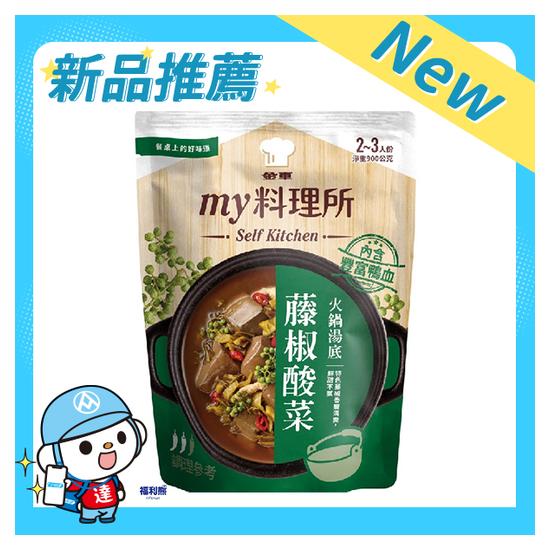 新品推薦
New
餐桌上的好味道
2~3人份
淨重900公克
爭車
my料理所
Self Kitchen
內含
豐富鴨血
火鍋湯底
藤椒酸菜
調理參考
達
福利熊